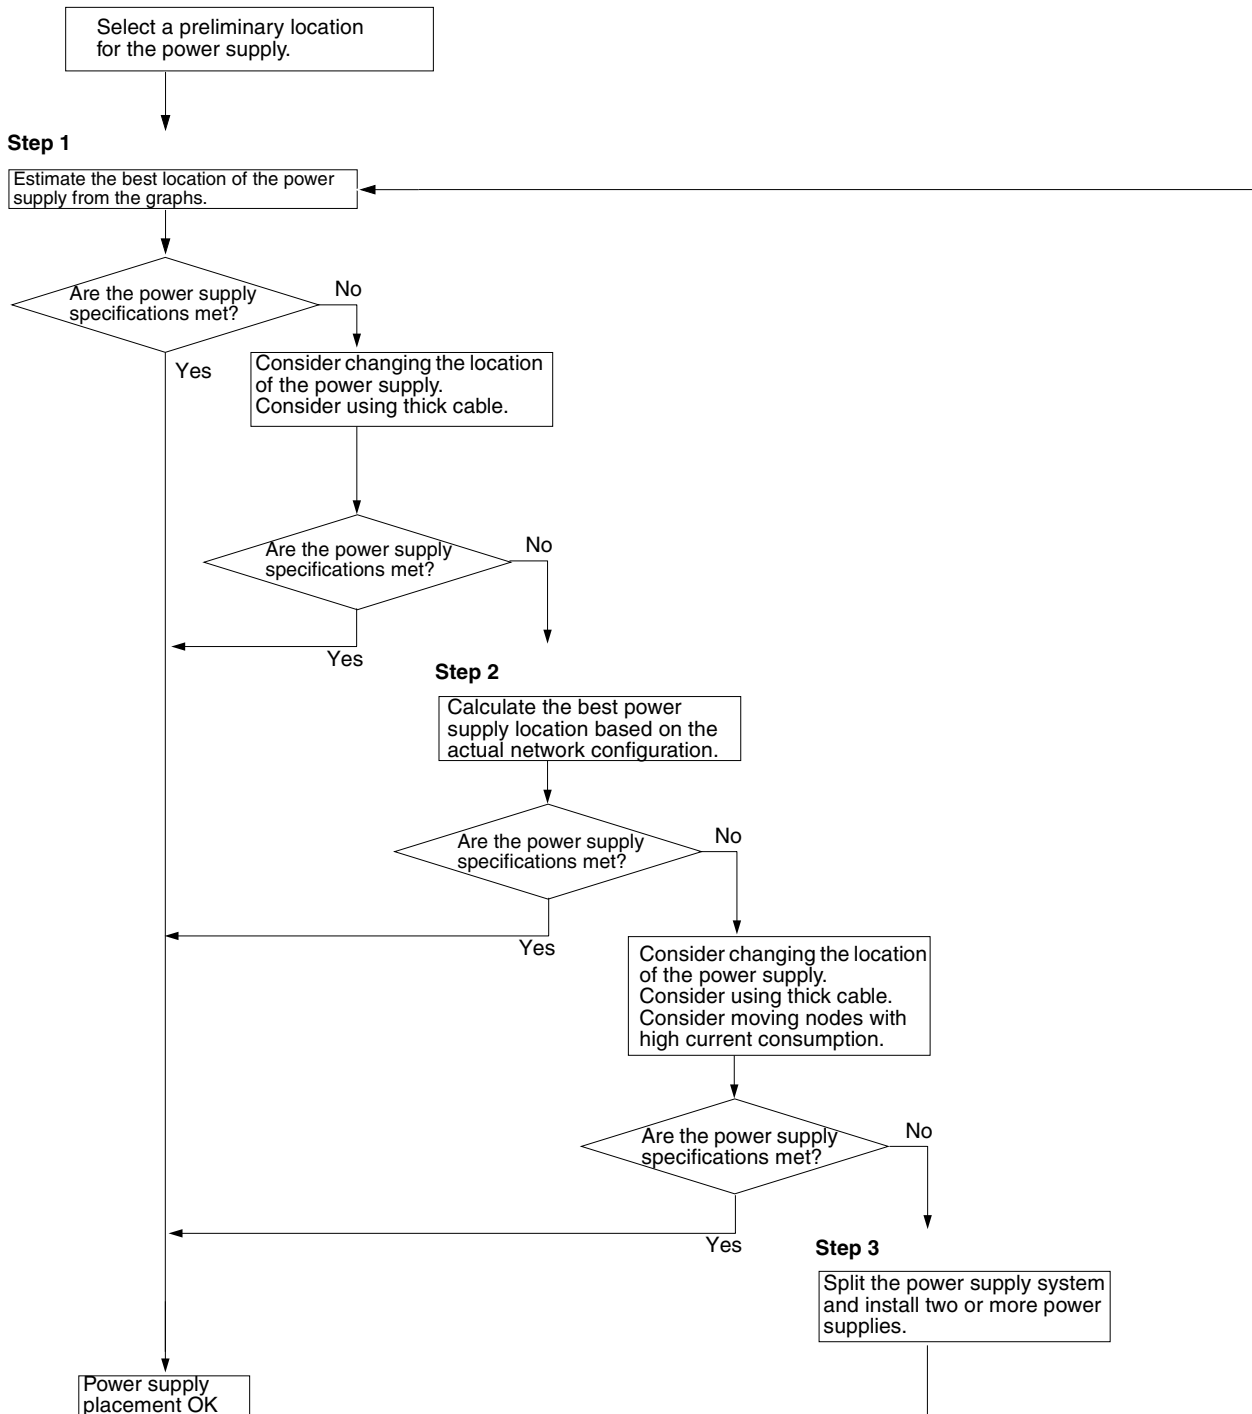 Select a preliminary location
for the power supply.
Step 1
Estimate the best location of the power
supply from the graphs.
Are the power supply
specifications met?
No
Yes
Consider changing the location
of the power supply.
Consider using thick cable.
Are the power supply
specifications met?
No
Yes
Step 2
Calculate the best power
supply location based on the
actual network configuration.
Are the power supply
specifications met?
No
Yes
Consider changing the location
of the power supply.
Consider using thick cable.
Consider moving nodes with
high current consumption.
Are the power supply
specifications met?
No
Yes
Step 3
Split the power supply system
and install two or more power
supplies.
Power supply
placement OK